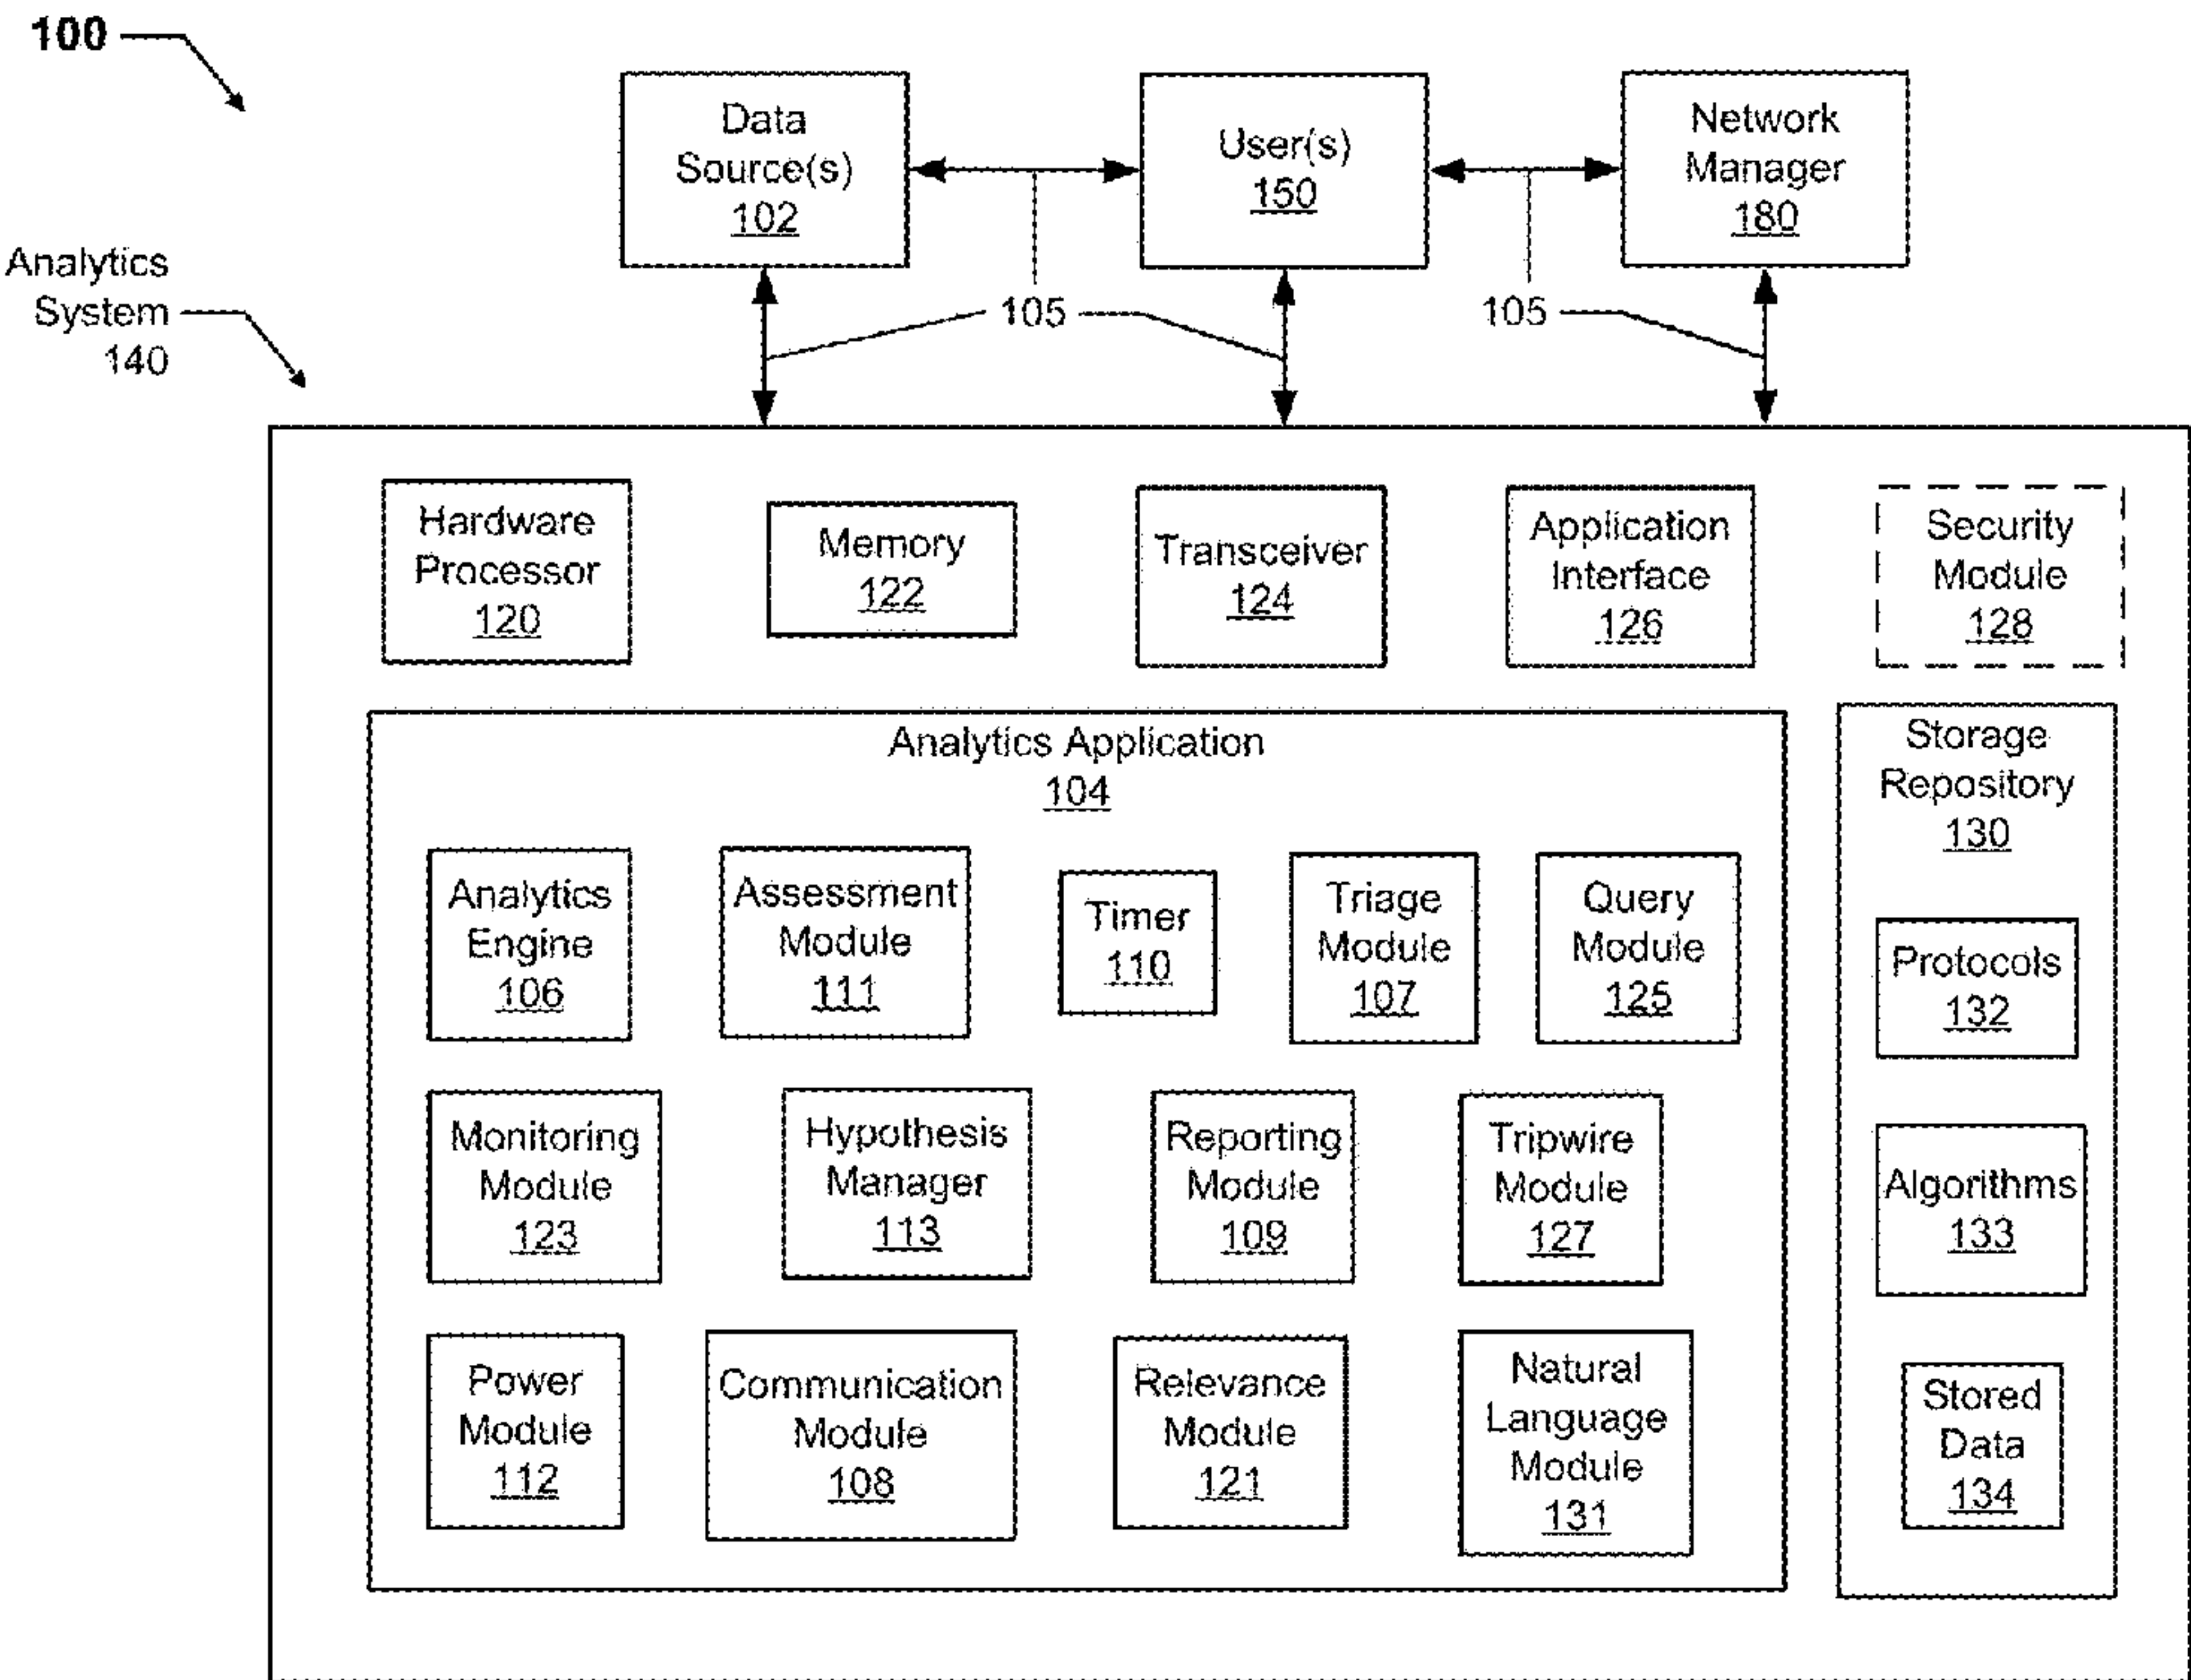 100
Data
Source(s)
102
User(s)
150
Network
Manager
180
Analytics
System
140
105
105
Hardware
Processor
120
Memory
122
Transceiver
124
Application
Interface
126
Security
Module
128
Analytics Application
104
Analytics
Engine
106
Assessment
Module
111
Timer
110
Triage
Module
107
Query
Module
125
Monitoring
Module
123
Hypothesis
Manager
113
Reporting
Module
109
Tripwire
Module
127
Power
Module
112
Communication
Module
108
Relevance
Module
121
Natural
Language
Module
131
Storage
Repository
130
Protocols
132
Algorithms
133
Stored
Data
134